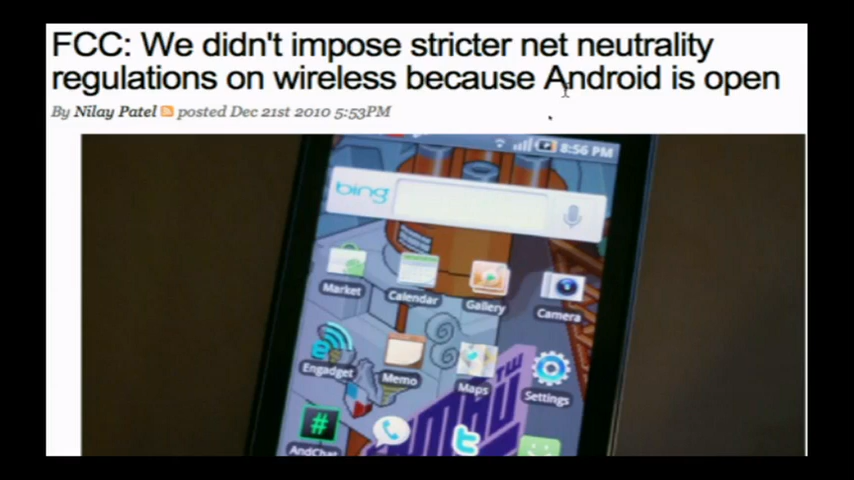 FCC: We didn't impose stricter net neutrality
regulations on wireless because Android is open
By Nilay Patel posted Dec 21st 2010 5:53PM
8:56 PM
bing
Market
Calendar
Gallery
Camera
Engadget
Memo
Maps
Settings
#
AndChat